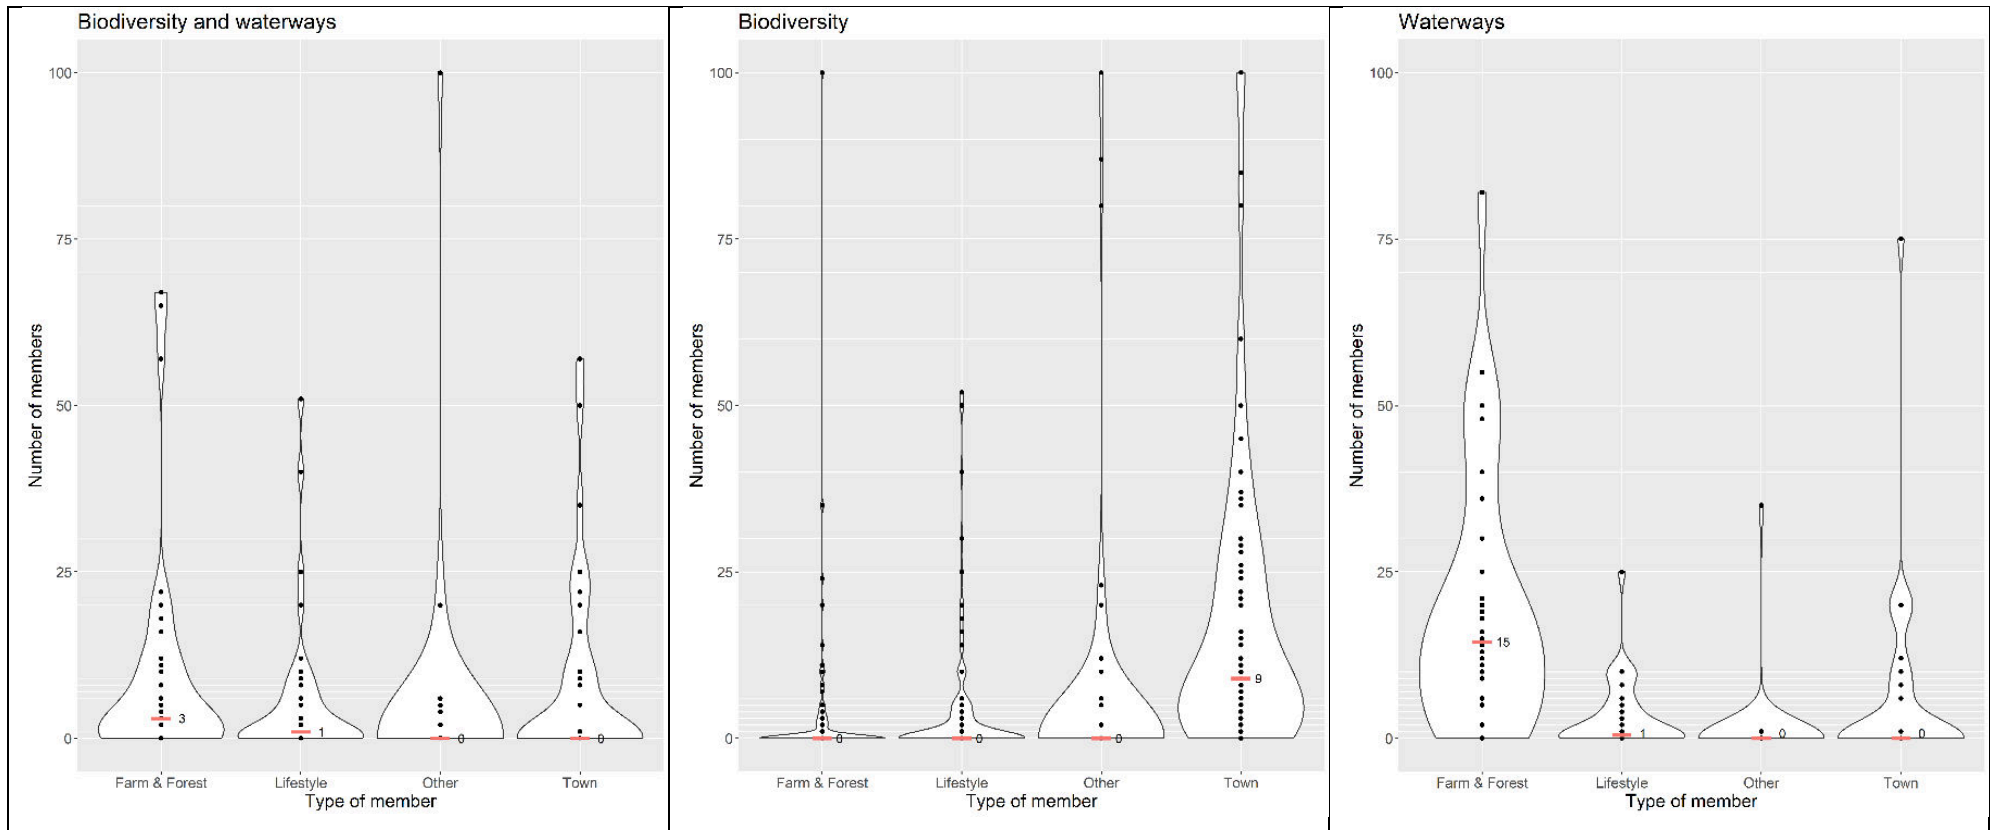 Biodiversity and waterways
100
75
50
25
0
Number of members
3
1
0
0
Farm & Forest
Lifestyle
Other
Town
Type of member
Biodiversity
100
75
50
25
0
Number of members
0
0
0
9
Farm & Forest
Lifestyle
Other
Town
Type of member
Waterways
100
75
50
25
0
Number of members
15
1
0
0
Farm & Forest
Lifestyle
Other
Town
Type of member